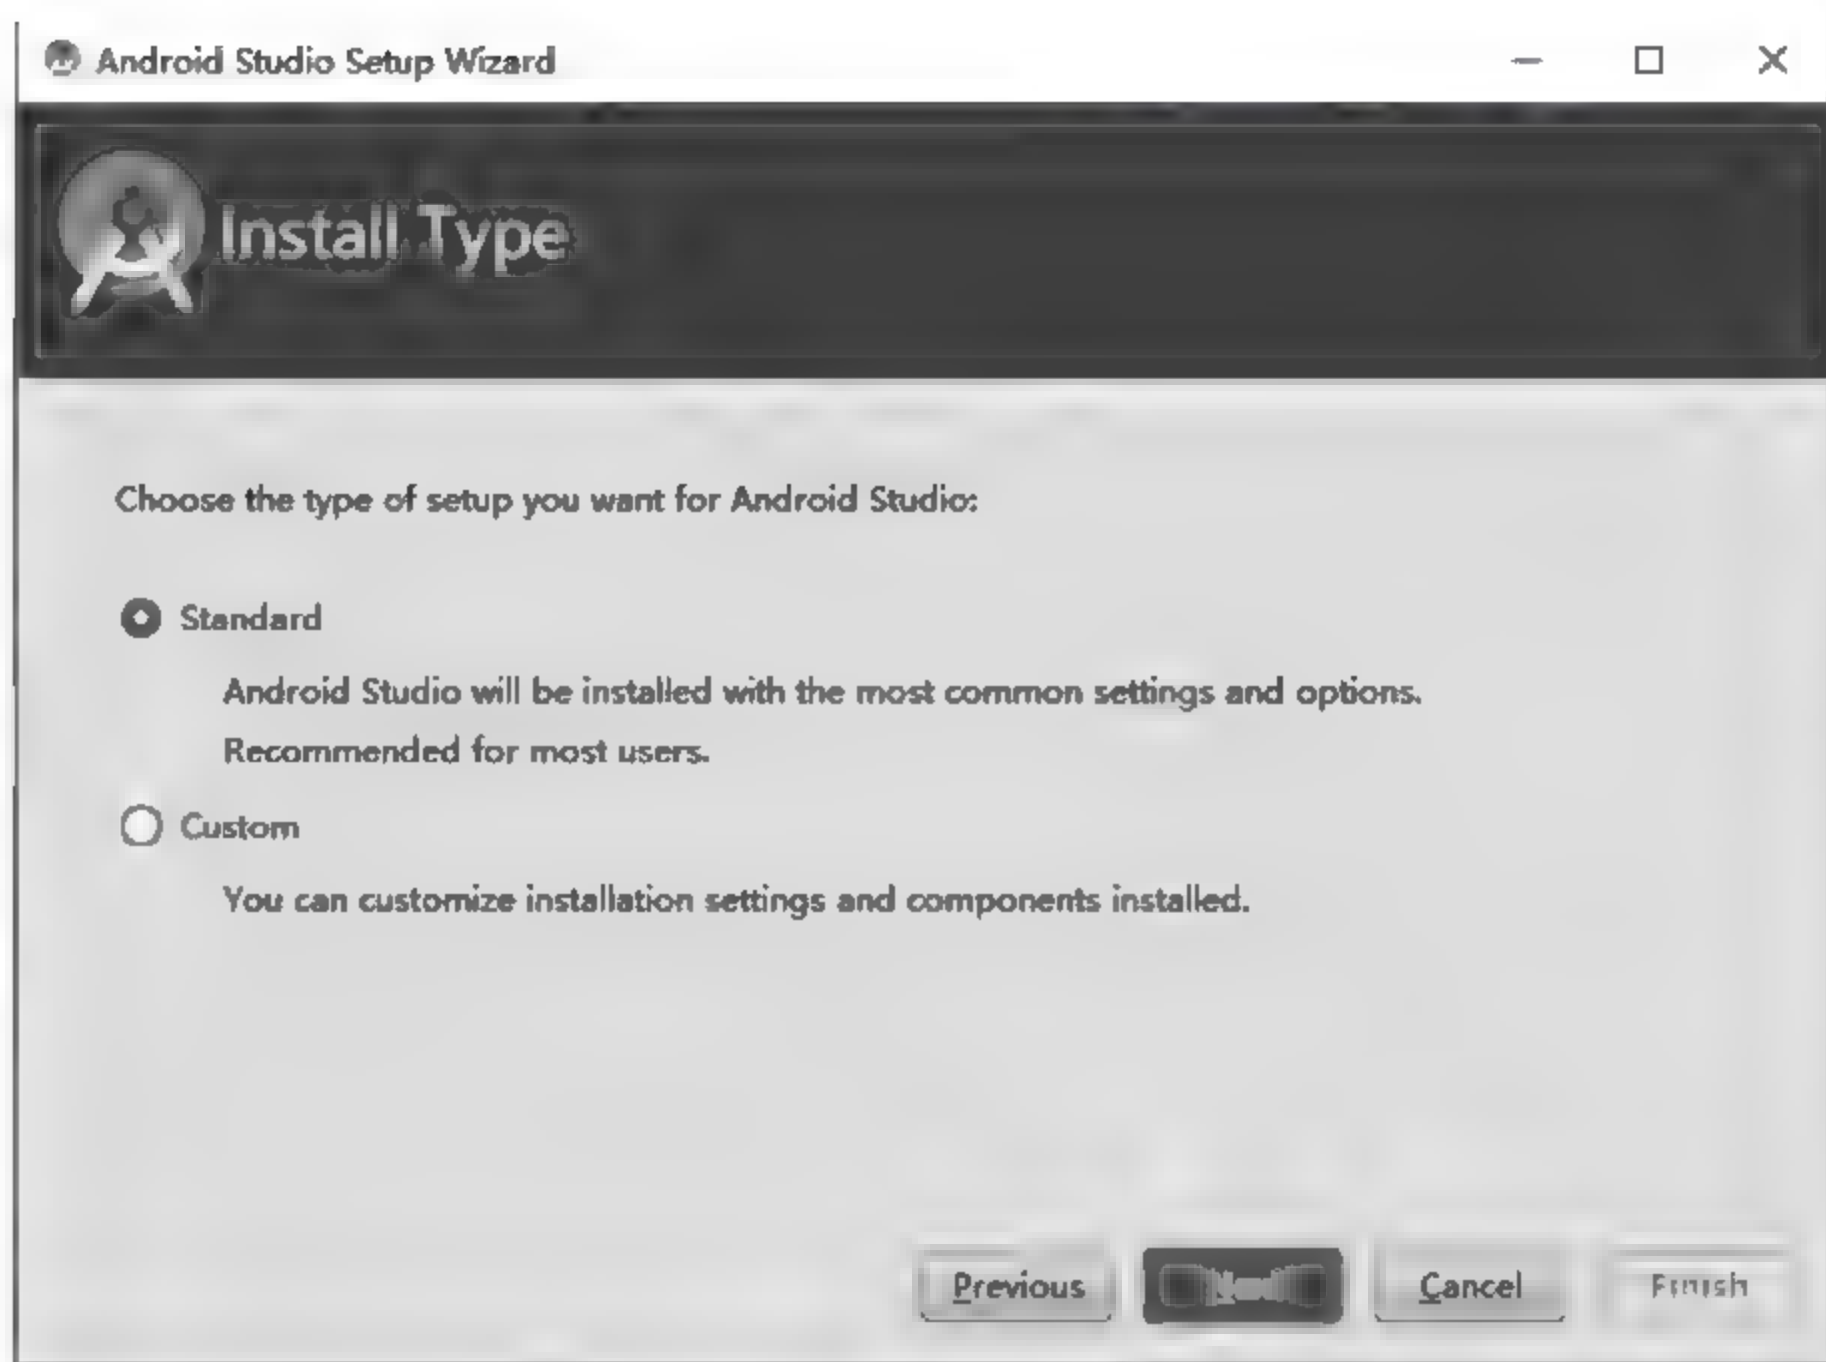 Android Studio Setup Wizard
Install Type
Choose the type of setup you want for Android Studio:
Standard
Android Studio will be installed with the most common settings and options.
Recommended for most users.
Custom
You can customize installation settings and components installed.
Previous
Next
Cancel
Finish